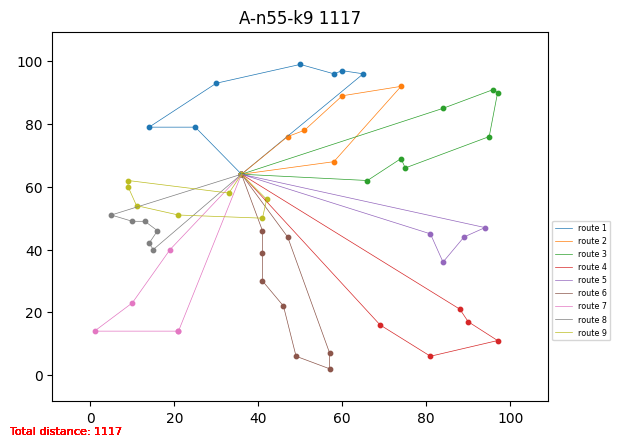 A-n55-k9 1117
100
80
60
40
20
0
0 20 40 60 80 100
route 1
route 2
route 3
route 4
route 5
route 6
route 7
route 8
route 9
Total distance: 1117